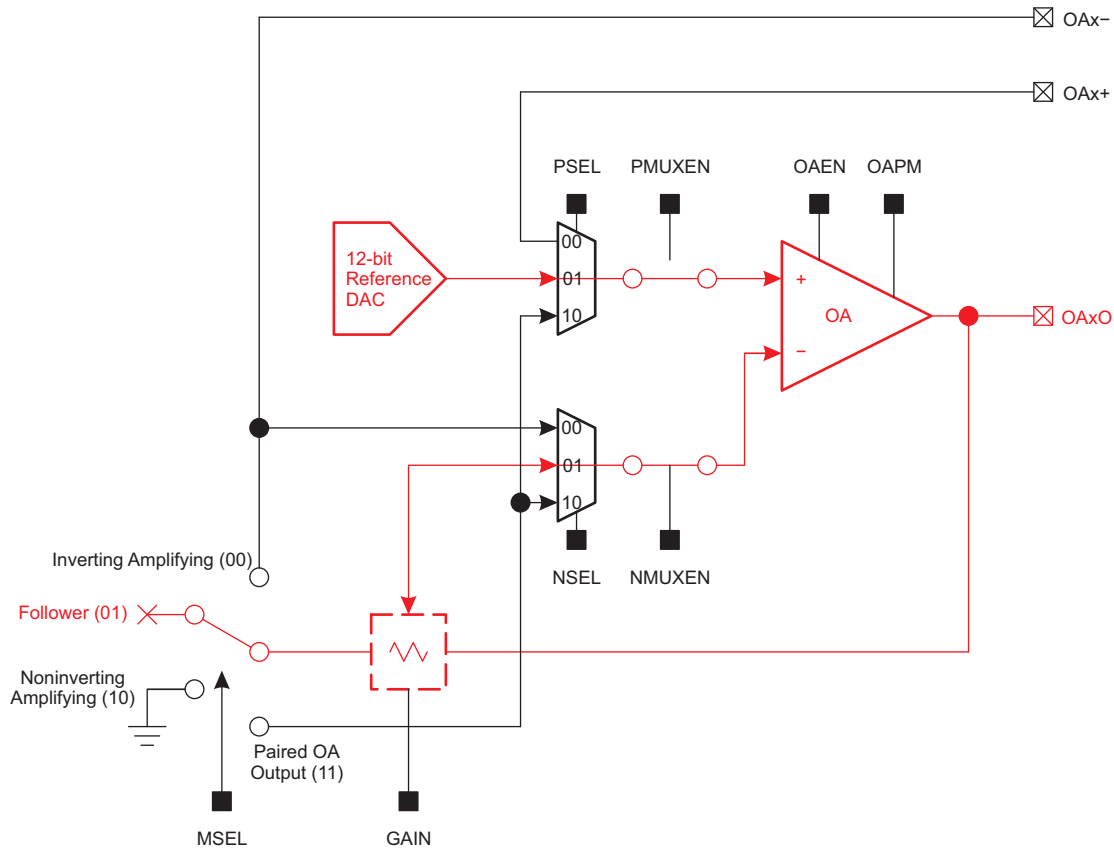 OAx−
OAx+
PSEL
PMUXEN
OAEN
OAPM
12-bit
Reference
DAC
00
01
10
+
−
OA
OAxO
00
01
10
NSEL
NMUXEN
Inverting Amplifying (00)
Follower (01)
Noninverting
Amplifying (10)
Paired OA
Output (11)
MSEL
GAIN